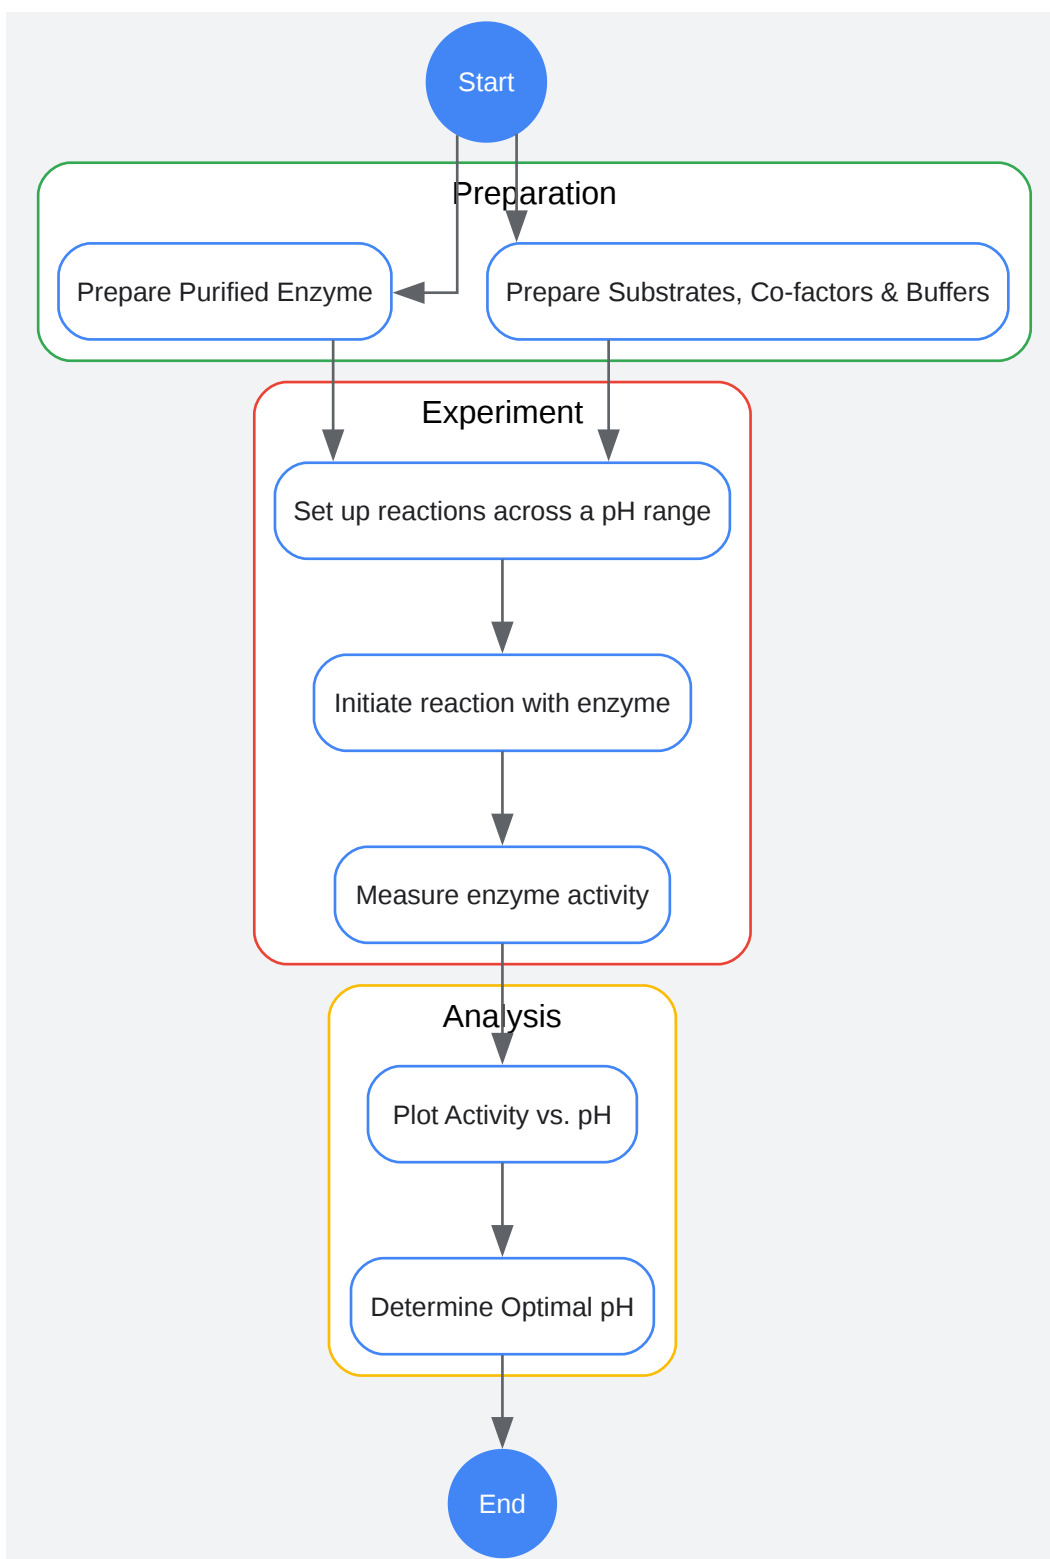 Start
Preparation
Prepare Purified Enzyme
Prepare Substrates, Co-factors & Buffers
Experiment
Set up reactions across a pH range
Initiate reaction with enzyme
Measure enzyme activity
Analysis
Plot Activity vs. pH
Determine Optimal pH
End